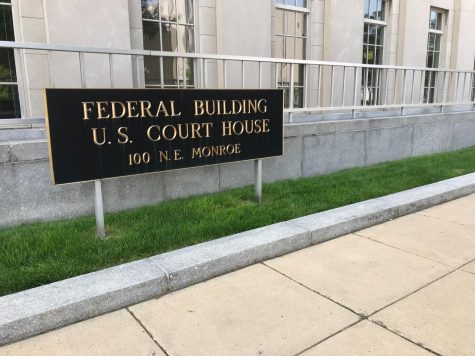 FEDERAL BUILDING
U.S. COURT HOUSE
100 N.E. MONROE